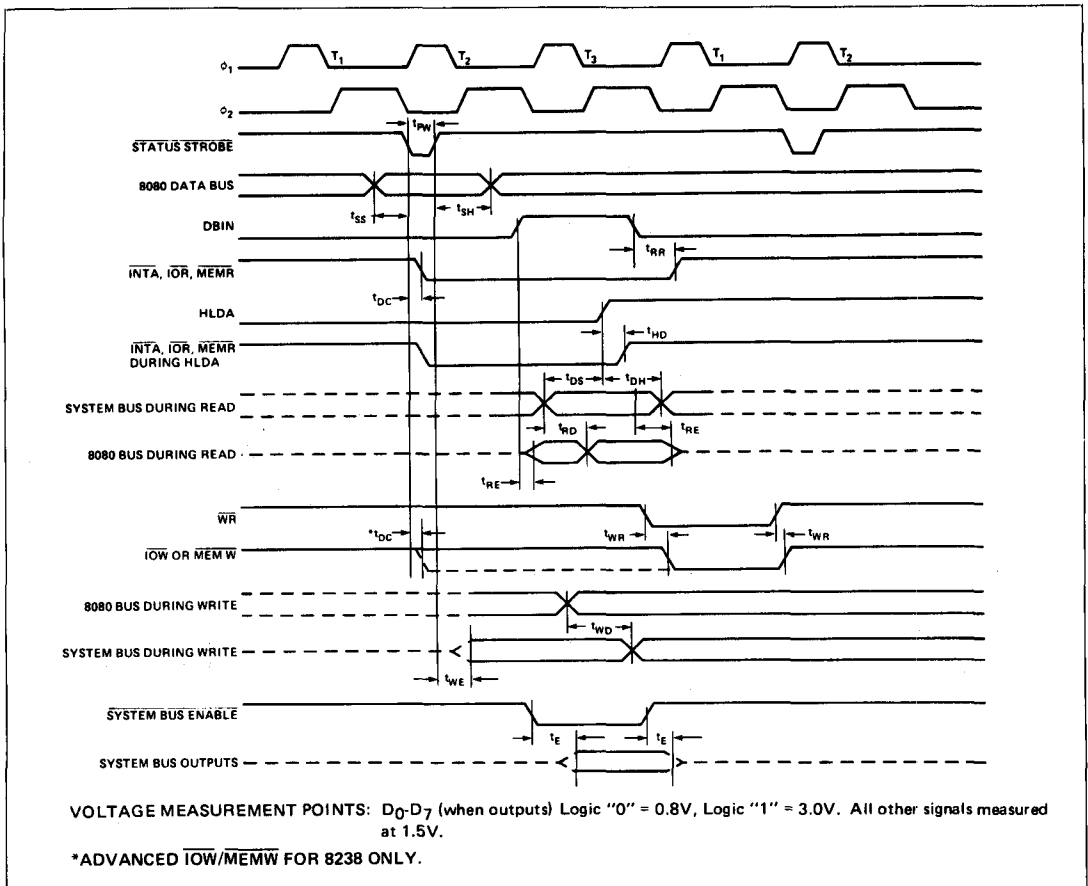 ϕ1 T1 T2 T3 T1 T2
ϕ2
tPW
STATUS STROBE
8080 DATA BUS
tSS tSH
DBIN
tRR
INTA, IOR, MEMR
tDC
HLDA
tHD
INTA, IOR, MEMR
DURING HLDA
tDS tDH
SYSTEM BUS DURING READ
tRD tRE
8080 BUS DURING READ
tRE
WR
*tDC tWR tWR
IOW OR MEM W
8080 BUS DURING WRITE
tWD
SYSTEM BUS DURING WRITE
tWE
SYSTEM BUS ENABLE
tE tE
SYSTEM BUS OUTPUTS
VOLTAGE MEASUREMENT POINTS: D0-D7 (when outputs) Logic "0" = 0.8V, Logic "1" = 3.0V. All other signals measured
at 1.5V.
*ADVANCED IOW/MEMW FOR 8238 ONLY.